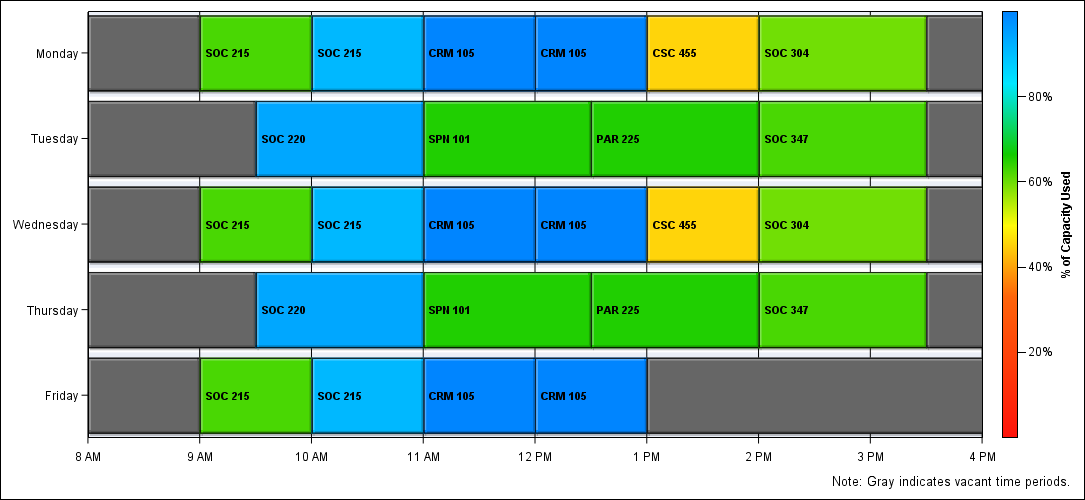 Monday
SOC 215 SOC 215 CRM 105 CRM 105 CSC 455 SOC 304
Tuesday
SOC 220 SPN 101 PAR 225 SOC 347
Wednesday
SOC 215 SOC 215 CRM 105 CRM 105 CSC 455 SOC 304
Thursday
SOC 220 SPN 101 PAR 225 SOC 347
Friday
SOC 215 SOC 215 CRM 105 CRM 105
8 AM 9 AM 10 AM 11 AM 12 PM 1 PM 2 PM 3 PM 4 PM
80%
60%
40%
20%
% of Capacity Used
Note: Gray indicates vacant time periods.